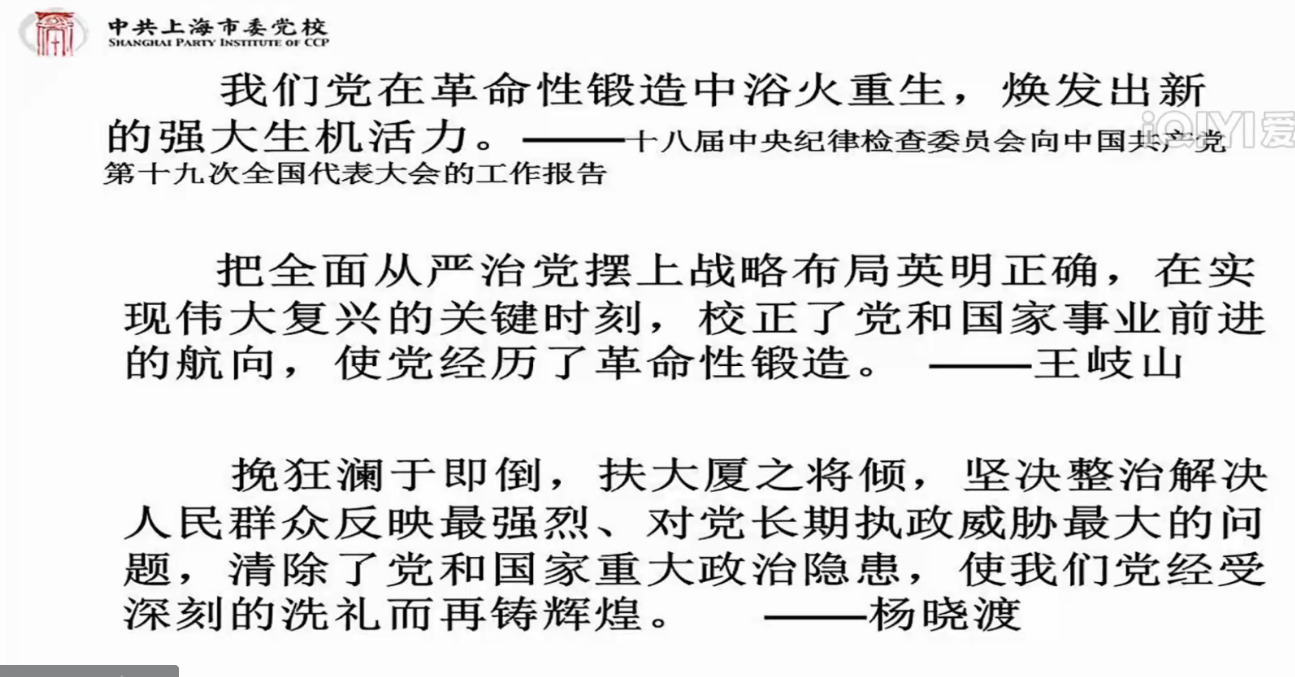 中共上海市委党校
SHANGHAI PARTY INSTITUTE OF CCP
我们党在革命性锻造中浴火重生，焕发出新
的强大生机活力。——十八届中央纪律检查委员会向中国共产党
第十九次全国代表大会的工作报告
iQIYI 爱
把全面从严治党摆上战略布局英明正确，在实
现伟大复兴的关键时刻，校正了党和国家事业前进
的航向，使党经历了革命性锻造。 ——王岐山
挽狂澜于即倒，扶大厦之将倾，坚决整治解决
人民群众反映最强烈、对党长期执政威胁最大的问
题，清除了党和国家重大政治隐患，使我们党经受
深刻的洗礼而再铸辉煌。 ——杨晓渡